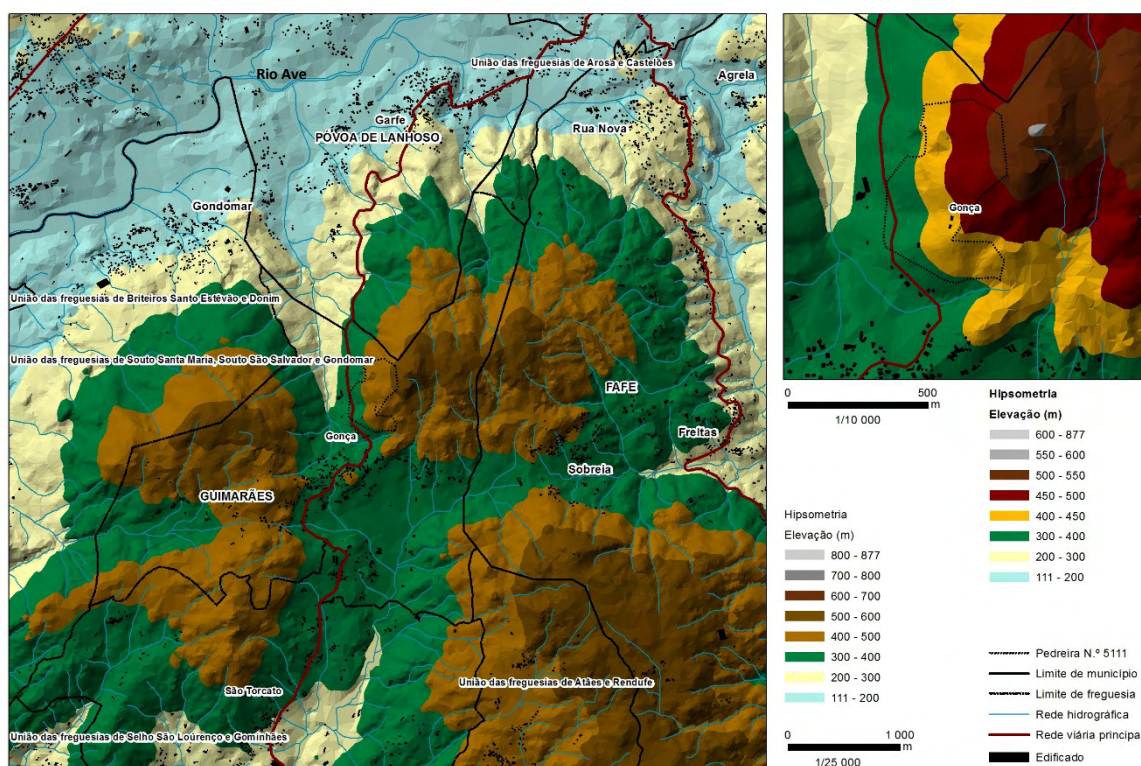 União das freguesias de Arosa e Castelões
Rio Ave
Agrela
Garfe
Rua Nova
PÓVOA DE LANHOSO
Gondomar
União das freguesias de Briteiros Santo Estêvão e Donim
União das freguesias de Souto Santa Maria, Souto São Salvador e Gondomar
FAFE
Freitas
Gonça
Sobreia
GUIMARÃES
União das freguesias de Atães e Rendufe
São Torcato
União das freguesias de Selho São Lourenço e Gominhães
Gonça
0 500
m
1/10 000
Hipsometria
Elevação (m)
600 - 877
550 - 600
500 - 550
450 - 500
400 - 450
300 - 400
200 - 300
111 - 200
Hipsometria
Elevação (m)
800 - 877
700 - 800
600 - 700
500 - 600
400 - 500
300 - 400
200 - 300
111 - 200
0 1 000
m
1/25 000
Pedreira N.º 5111
Limite de município
Limite de freguesia
Rede hidrográfica
Rede viária principal
Edificado